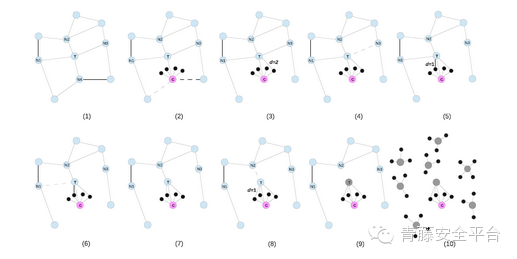 N2 N3 T N1 N4
N2 N3 T N1 C
N2 N3 T d=2 N1 C
N2 N3 T N1 C
N2 N3 T d=1 N1 C
(1) (2) (3) (4) (5)
N2 N3 T N1 C
N2 N3 T N1 C
N2 N3 T d=1 N1 C
N2 N3 T N1 C
C
(6) (7) (8) (9) (10)
青藤安全平台